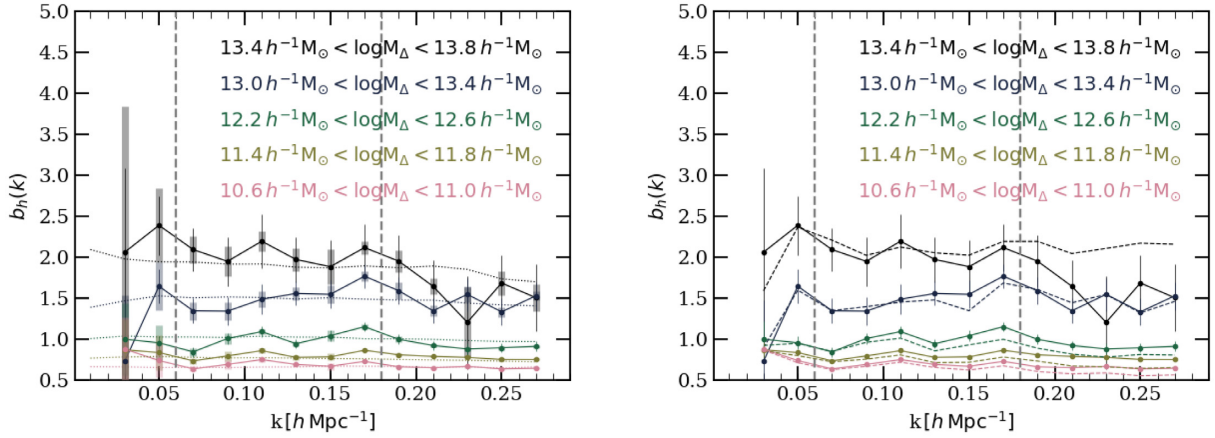 5.0
4.5
4.0
3.5
3.0
2.5
2.0
1.5
1.0
0.5
b_h(k)
13.4 h⁻¹M⊙ < logM_Δ < 13.8 h⁻¹M⊙
13.0 h⁻¹M⊙ < logM_Δ < 13.4 h⁻¹M⊙
12.2 h⁻¹M⊙ < logM_Δ < 12.6 h⁻¹M⊙
11.4 h⁻¹M⊙ < logM_Δ < 11.8 h⁻¹M⊙
10.6 h⁻¹M⊙ < logM_Δ < 11.0 h⁻¹M⊙
0.05 0.10 0.15 0.20 0.25
k [h Mpc⁻¹]
5.0
4.5
4.0
3.5
3.0
2.5
2.0
1.5
1.0
0.5
b_h(k)
13.4 h⁻¹M⊙ < logM_Δ < 13.8 h⁻¹M⊙
13.0 h⁻¹M⊙ < logM_Δ < 13.4 h⁻¹M⊙
12.2 h⁻¹M⊙ < logM_Δ < 12.6 h⁻¹M⊙
11.4 h⁻¹M⊙ < logM_Δ < 11.8 h⁻¹M⊙
10.6 h⁻¹M⊙ < logM_Δ < 11.0 h⁻¹M⊙
0.05 0.10 0.15 0.20 0.25
k [h Mpc⁻¹]